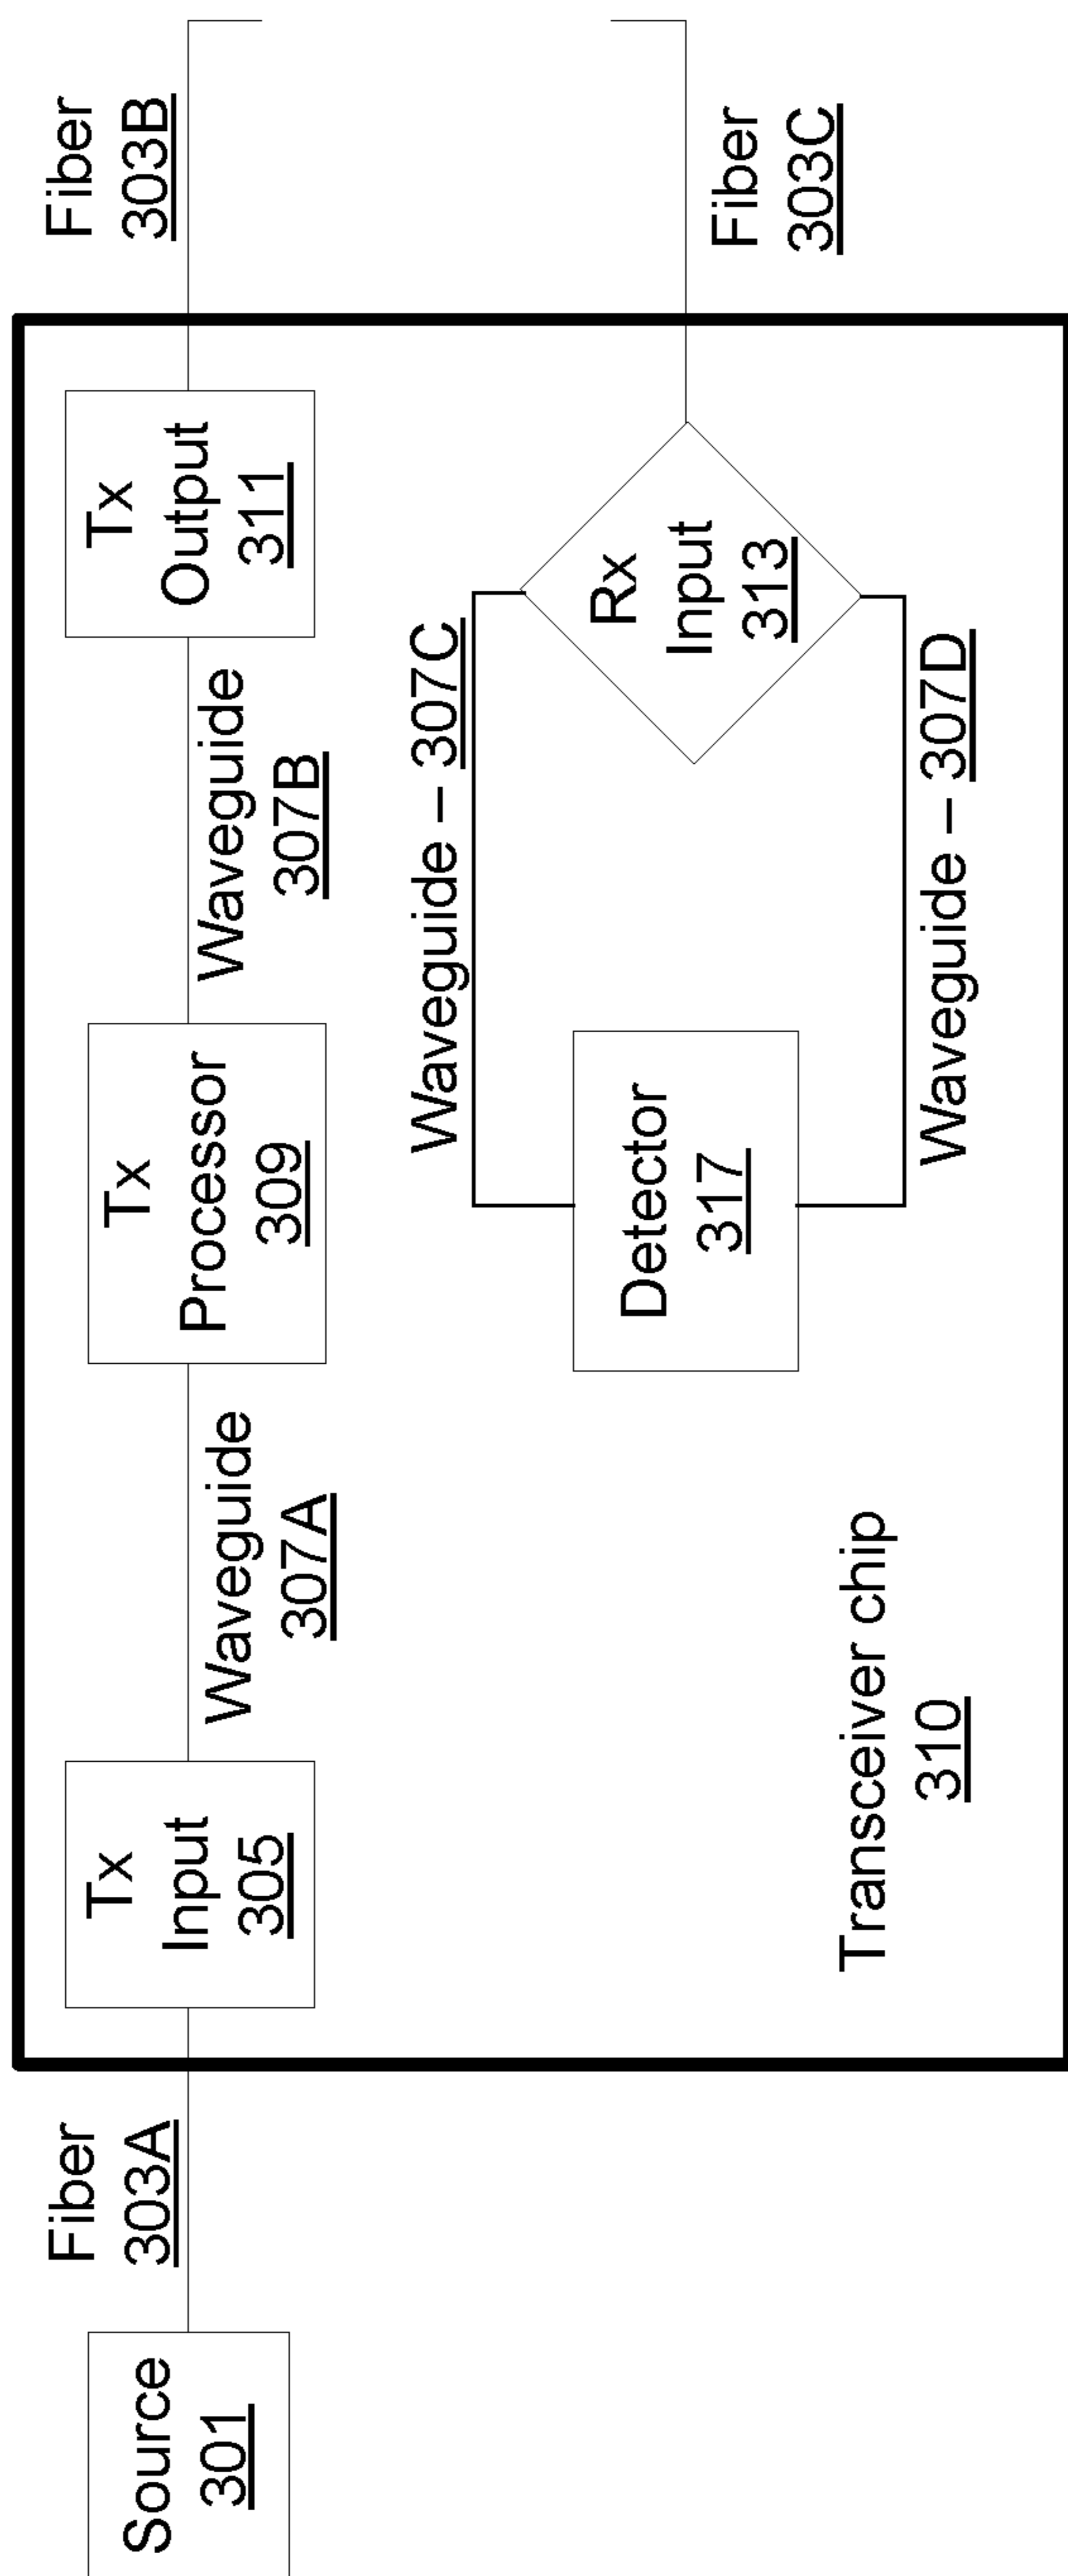 Source
301
Fiber
303A
Tx
Input
305
Waveguide
307A
Tx
Processor
309
Waveguide
307B
Tx
Output
311
Fiber
303B
Waveguide – 307C
Detector
317
Rx
Input
313
Fiber
303C
Waveguide – 307D
Transceiver chip
310